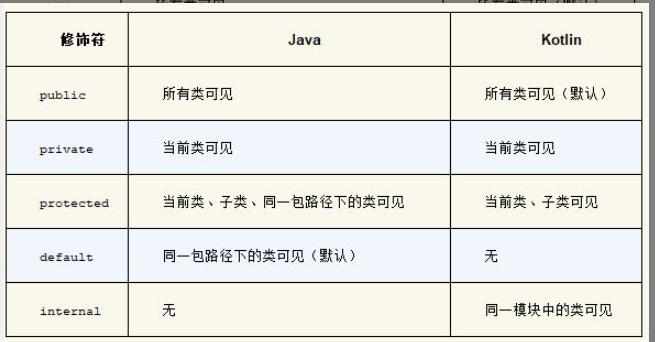 修饰符 Java Kotlin
public 所有类可见 所有类可见（默认）
private 当前类可见 当前类可见
protected 当前类、子类、同一包路径下的类可见 当前类、子类可见
default 同一包路径下的类可见（默认） 无
internal 无 同一模块中的类可见